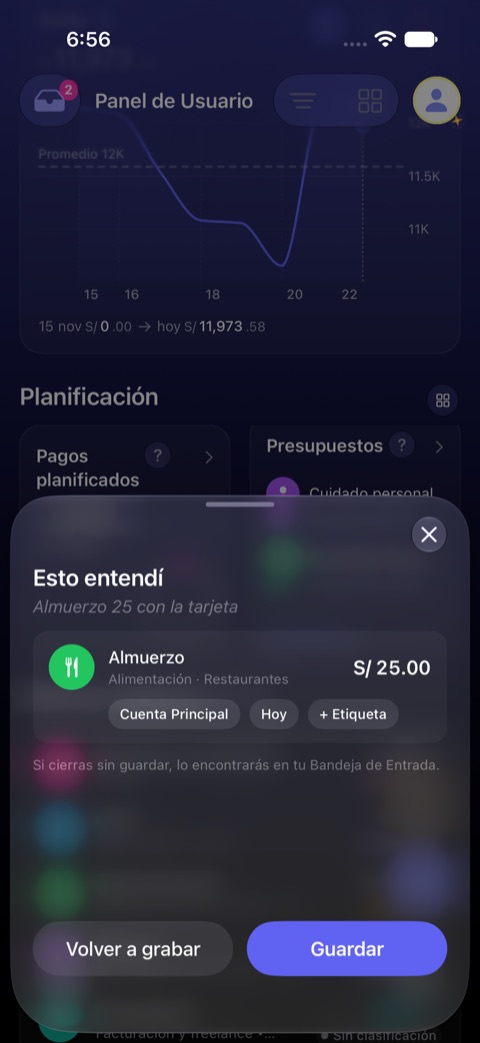 6:56
2
Panel de Usuario
Promedio 12K
11.5K
11K
15 16 18 20 22
15 nov S/ 0.00 → hoy S/ 11,973.58
Planificación
Pagos planificados ?
Presupuestos ?
Cuidado personal
Esto entendí
Almuerzo 25 con la tarjeta
Almuerzo
Alimentación · Restaurantes
S/ 25.00
Cuenta Principal
Hoy
+ Etiqueta
Si cierras sin guardar, lo encontrarás en tu Bandeja de Entrada.
Volver a grabar
Guardar
Facturación y freelance
Sin clasificación